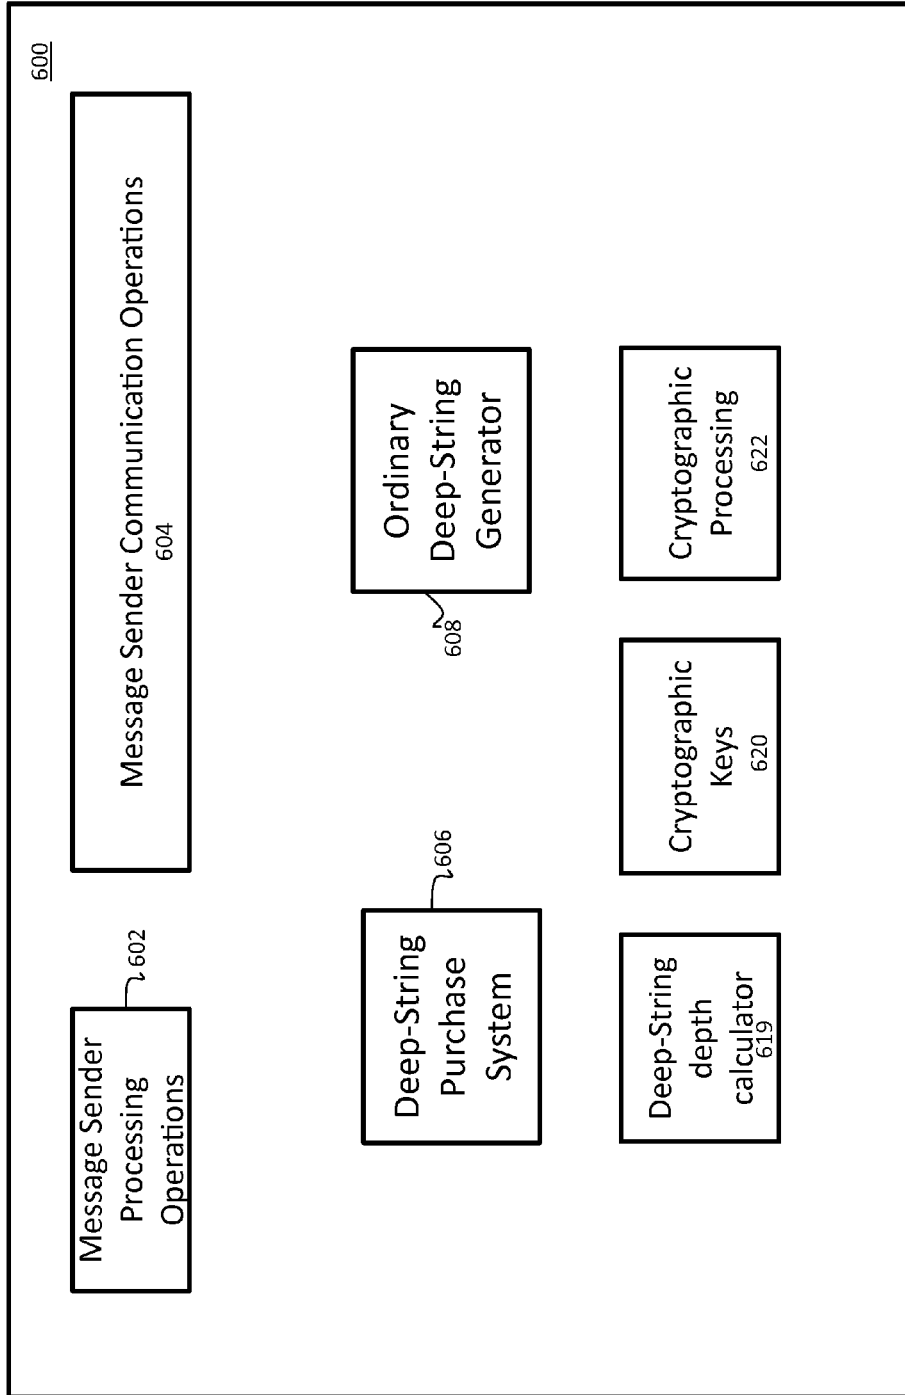 600
Message Sender
Processing
Operations
602
Message Sender Communication Operations
604
Deep-String
Purchase
System
606
Ordinary
Deep-String
Generator
608
Deep-String
depth
calculator
619
Cryptographic
Keys
620
Cryptographic
Processing
622